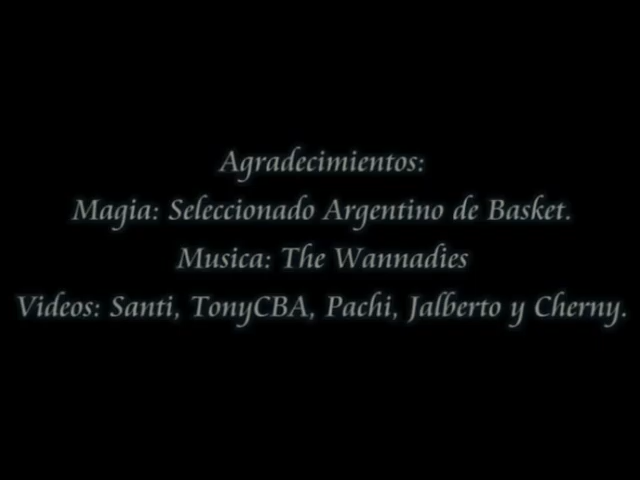 Agradecimientos:
Magia: Seleccionado Argentino de Basket.
Musica: The Wannadies
Videos: Santi, TonyCBA, Pachi, Jalberto y Cherny.